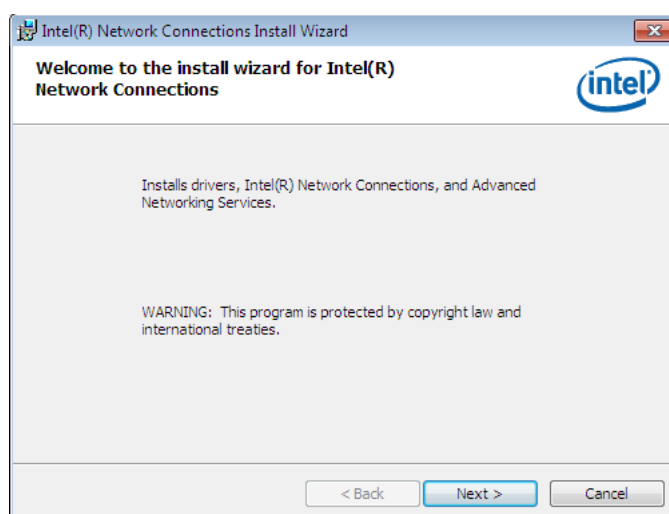 Intel(R) Network Connections Install Wizard
Welcome to the install wizard for Intel(R)
Network Connections
intel
Installs drivers, Intel(R) Network Connections, and Advanced
Networking Services.
WARNING: This program is protected by copyright law and
international treaties.
< Back
Next >
Cancel